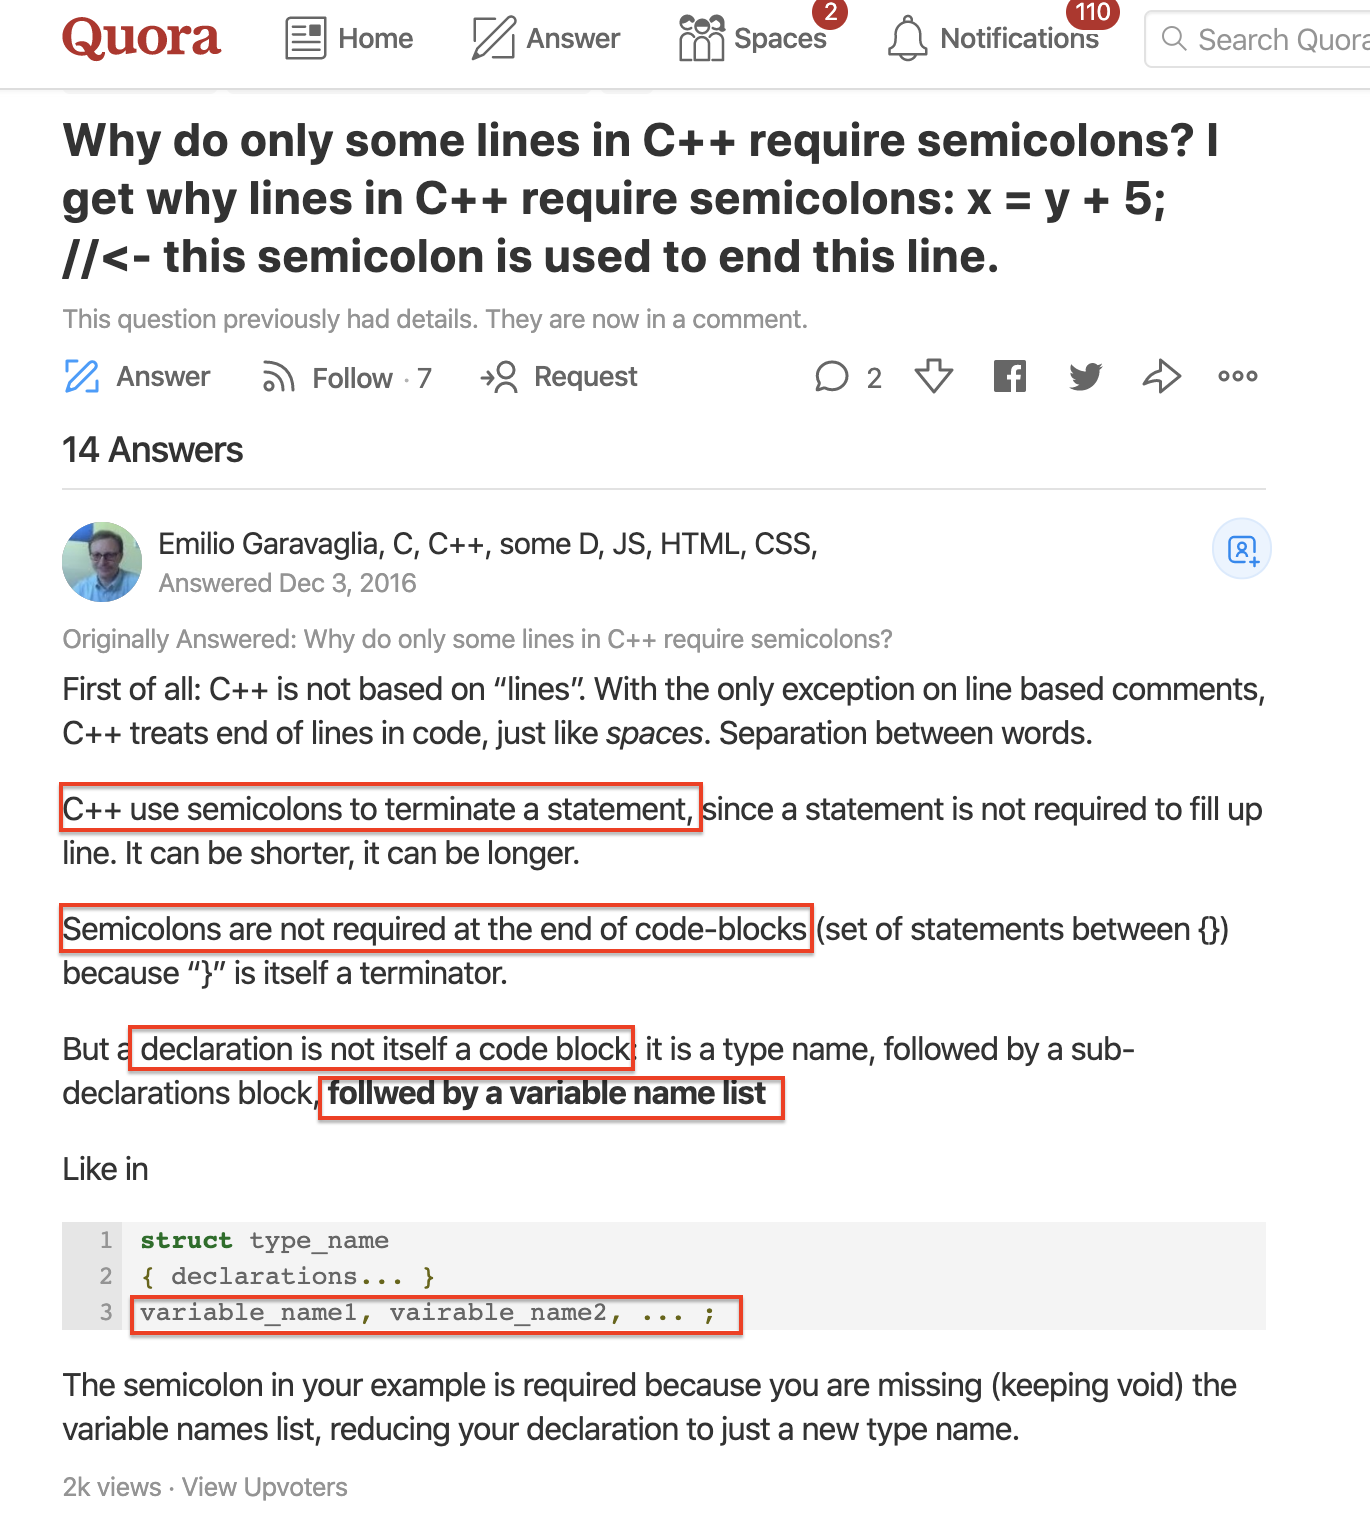 Quora Home Answer Spaces 2 Notifications 110 Search Quora
Why do only some lines in C++ require semicolons? I
get why lines in C++ require semicolons: x = y + 5;
//<- this semicolon is used to end this line.
This question previously had details. They are now in a comment.
Answer Follow · 7 Request 2
14 Answers
Emilio Garavaglia, C, C++, some D, JS, HTML, CSS,
Answered Dec 3, 2016
Originally Answered: Why do only some lines in C++ require semicolons?
First of all: C++ is not based on “lines”. With the only exception on line based comments,
C++ treats end of lines in code, just like spaces. Separation between words.
C++ use semicolons to terminate a statement, since a statement is not required to fill up
line. It can be shorter, it can be longer.
Semicolons are not required at the end of code-blocks (set of statements between {})
because “}” is itself a terminator.
But a declaration is not itself a code block: it is a type name, followed by a sub-
declarations block, follwed by a variable name list
Like in
1 struct type_name
2 { declarations... }
3 variable_name1, vairable_name2, ... ;
The semicolon in your example is required because you are missing (keeping void) the
variable names list, reducing your declaration to just a new type name.
2k views · View Upvoters